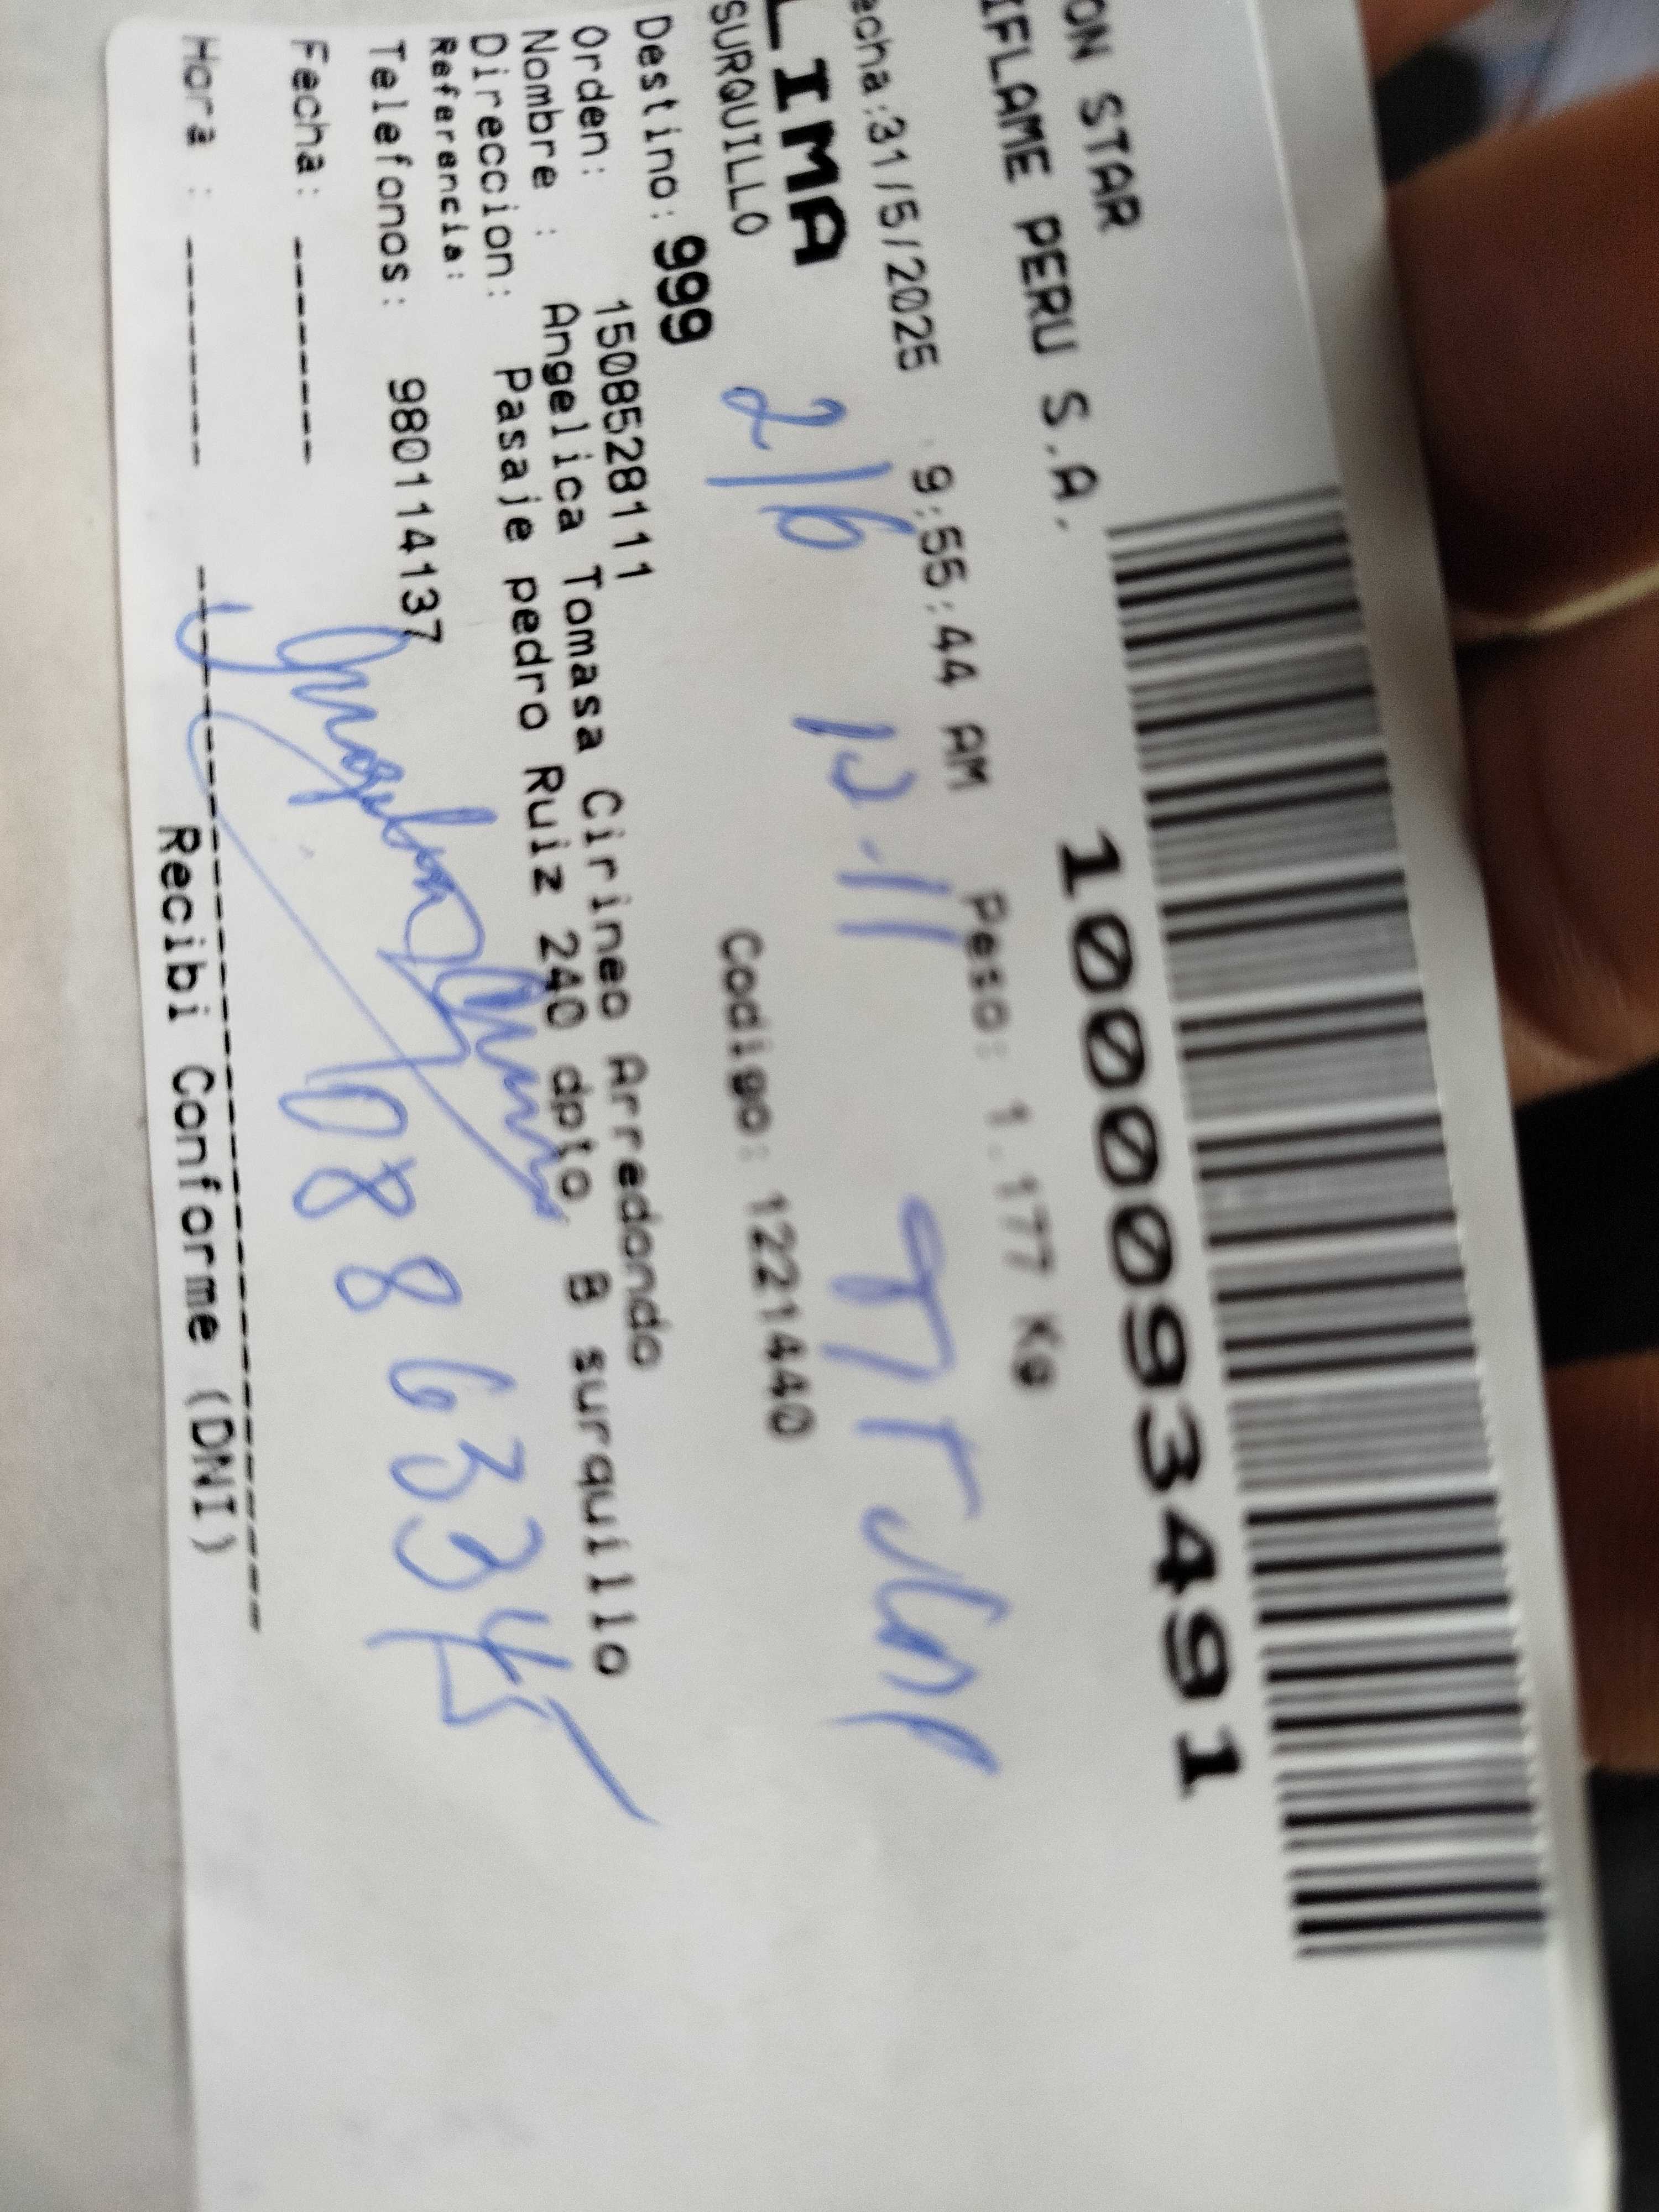 ON STAR
IFLAME PERU S.A.
10000934911
echa:31/5/2025 9:55:44 AM Peso: 1.177 Kg
LIMA
SURQUILLO
2/6 12-11
Codigo: 1221440
Destino: 999
Orden: 1508528111
Nombre : Angelica Tomasa Cirineo Arredondo
Direccion: Pasaje pedro Ruiz 240 dpto B surquillo
Referencia:
Telefonos: 980114137
08863345
Fecha: -------
Hora : --------
Recibi Conforme (DNI)